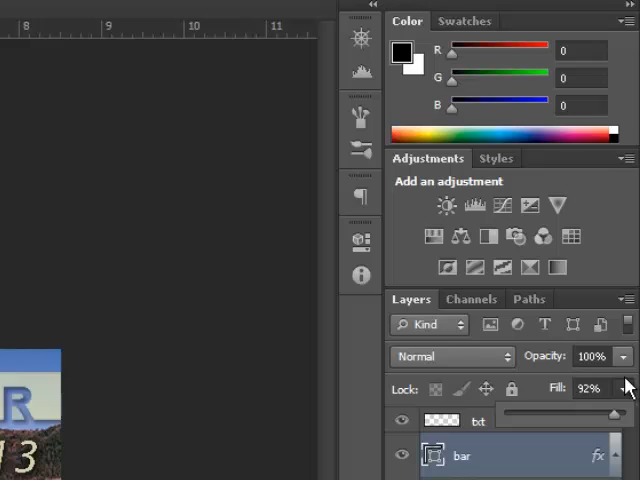 8 9 10 11
Color Swatches
R 0
G 0
B 0
Adjustments Styles
Add an adjustment
Layers Channels Paths
Kind T
Normal Opacity: 100%
Lock: Fill: 92%
txt
bar fx
R
13